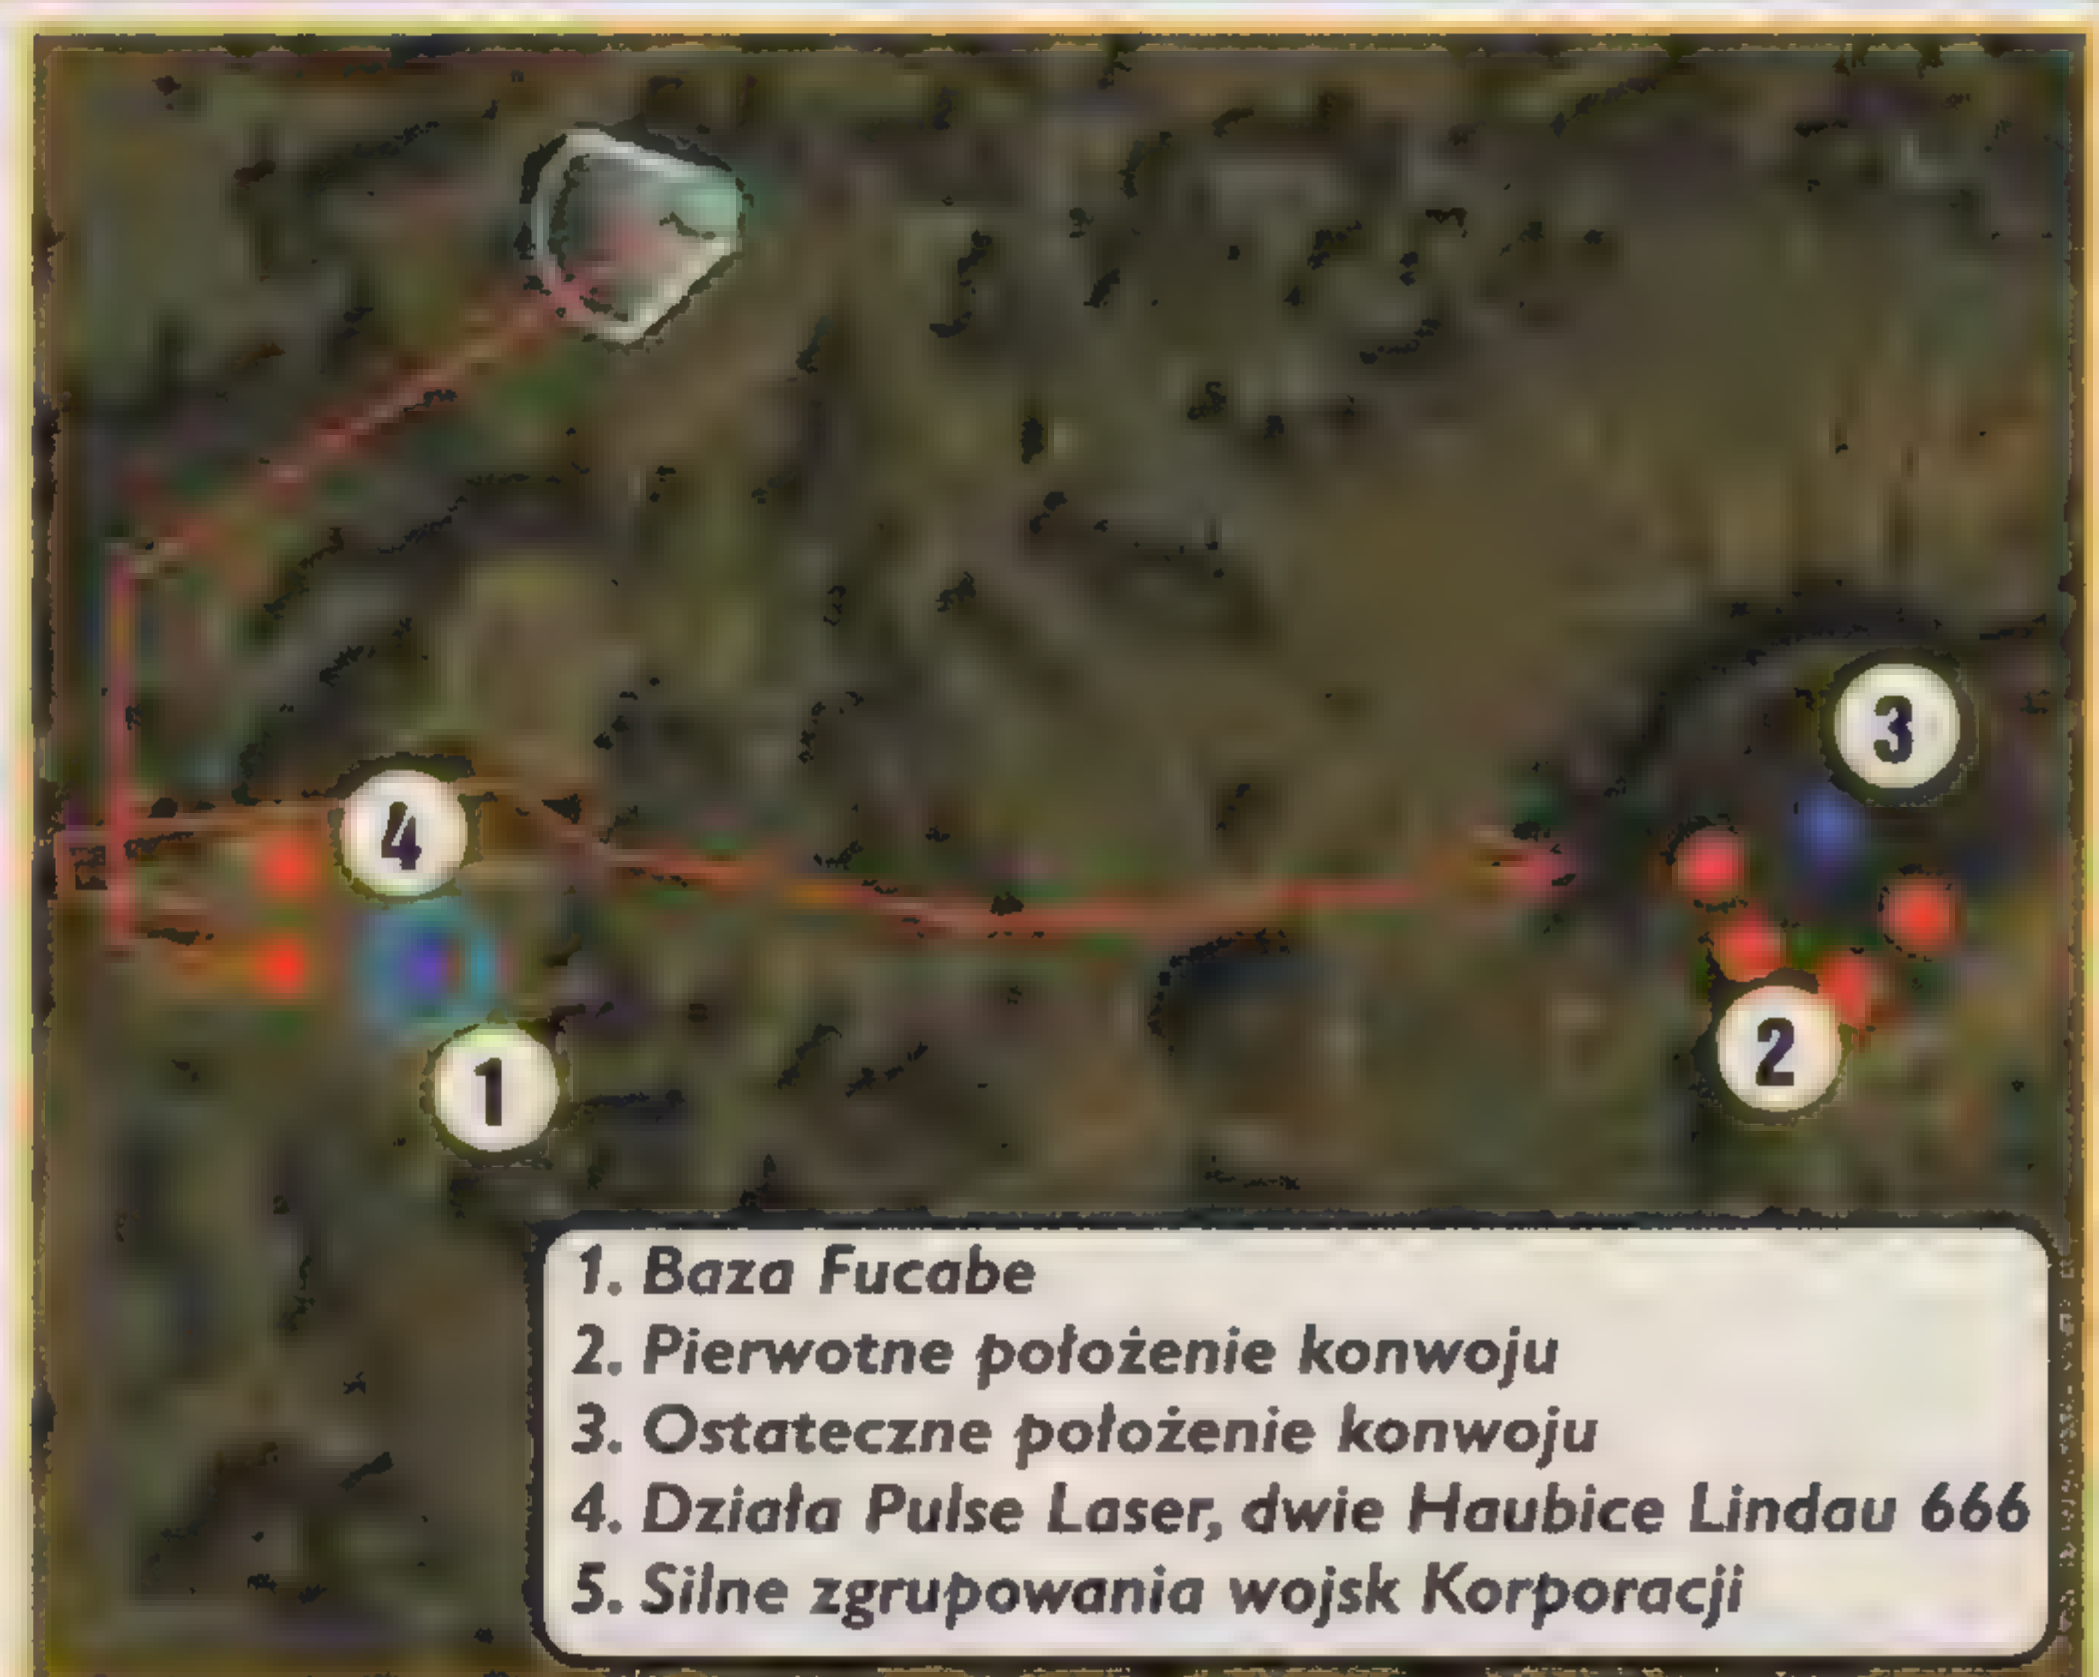 3
4
2
1
1. Baza Fucabe
2. Pierwotne położenie konwoju
3. Ostateczne położenie konwoju
4. Działa Pulse Laser, dwie Haubice Lindau 666
5. Silne zgrupowania wojsk Korporacji